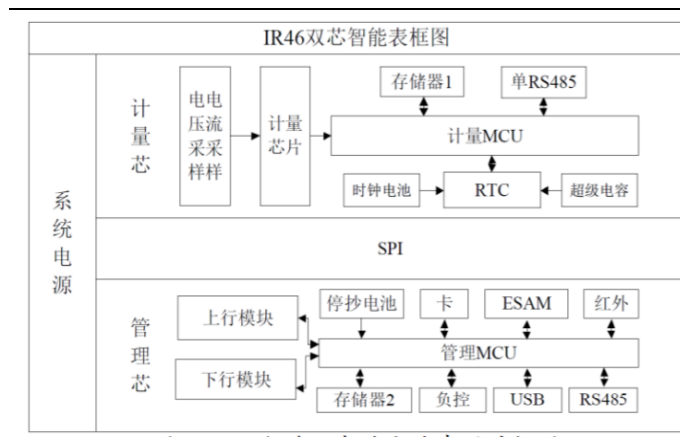 IR46双芯智能表框图
系统电源
计量芯
电压采样
电流采样
计量芯片
存储器1
单RS485
计量MCU
时钟电池
RTC
超级电容
SPI
管理芯
上行模块
下行模块
停抄电池
卡
ESAM
红外
管理MCU
存储器2
负控
USB
RS485